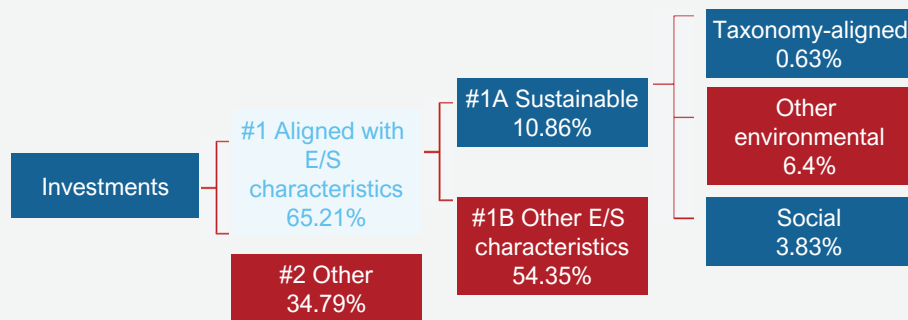 Investments
#1 Aligned with
E/S
characteristics
65.21%
#2 Other
34.79%
#1A Sustainable
10.86%
#1B Other E/S
characteristics
54.35%
Taxonomy-aligned
0.63%
Other
environmental
6.4%
Social
3.83%